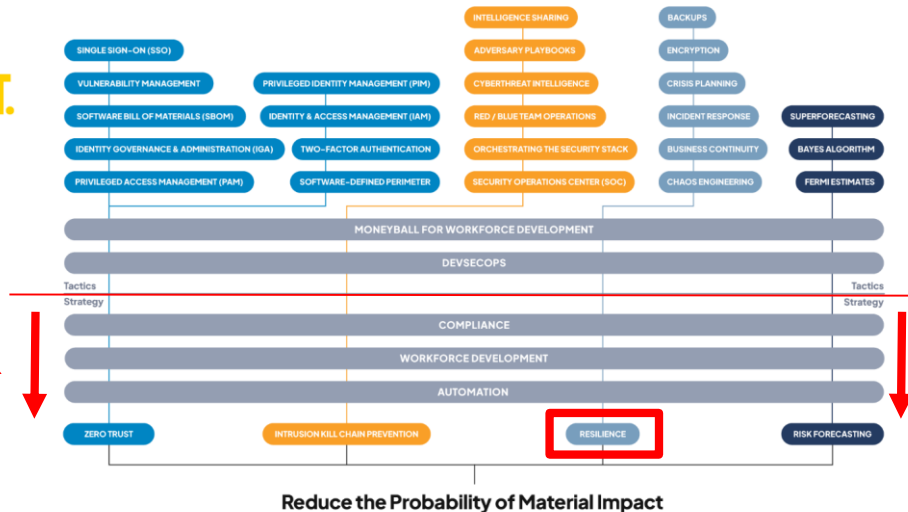 INTELLIGENCE SHARING
BACKUPS
SINGLE SIGN-ON (SSO)
ADVERSARY PLAYBOOKS
ENCRYPTION
VULNERABILITY MANAGEMENT
PRIVILEGED IDENTITY MANAGEMENT (PIM)
CYBERTHREAT INTELLIGENCE
CRISIS PLANNING
T.
SOFTWARE BILL OF MATERIALS (SBOM)
IDENTITY & ACCESS MANAGEMENT (IAM)
RED / BLUE TEAM OPERATIONS
INCIDENT RESPONSE
SUPERFORECASTING
IDENTITY GOVERNANCE & ADMINISTRATION (IGA)
TWO-FACTOR AUTHENTICATION
ORCHESTRATING THE SECURITY STACK
BUSINESS CONTINUITY
BAYES ALGORITHM
PRIVILEGED ACCESS MANAGEMENT (PAM)
SOFTWARE-DEFINED PERIMETER
SECURITY OPERATIONS CENTER (SOC)
CHAOS ENGINEERING
FERMI ESTIMATES
MONEYBALL FOR WORKFORCE DEVELOPMENT
DEVSECOPS
Tactics
Tactics
Strategy
Strategy
COMPLIANCE
WORKFORCE DEVELOPMENT
AUTOMATION
ZERO TRUST
INTRUSION KILL CHAIN PREVENTION
RESILIENCE
RISK FORECASTING
Reduce the Probability of Material Impact